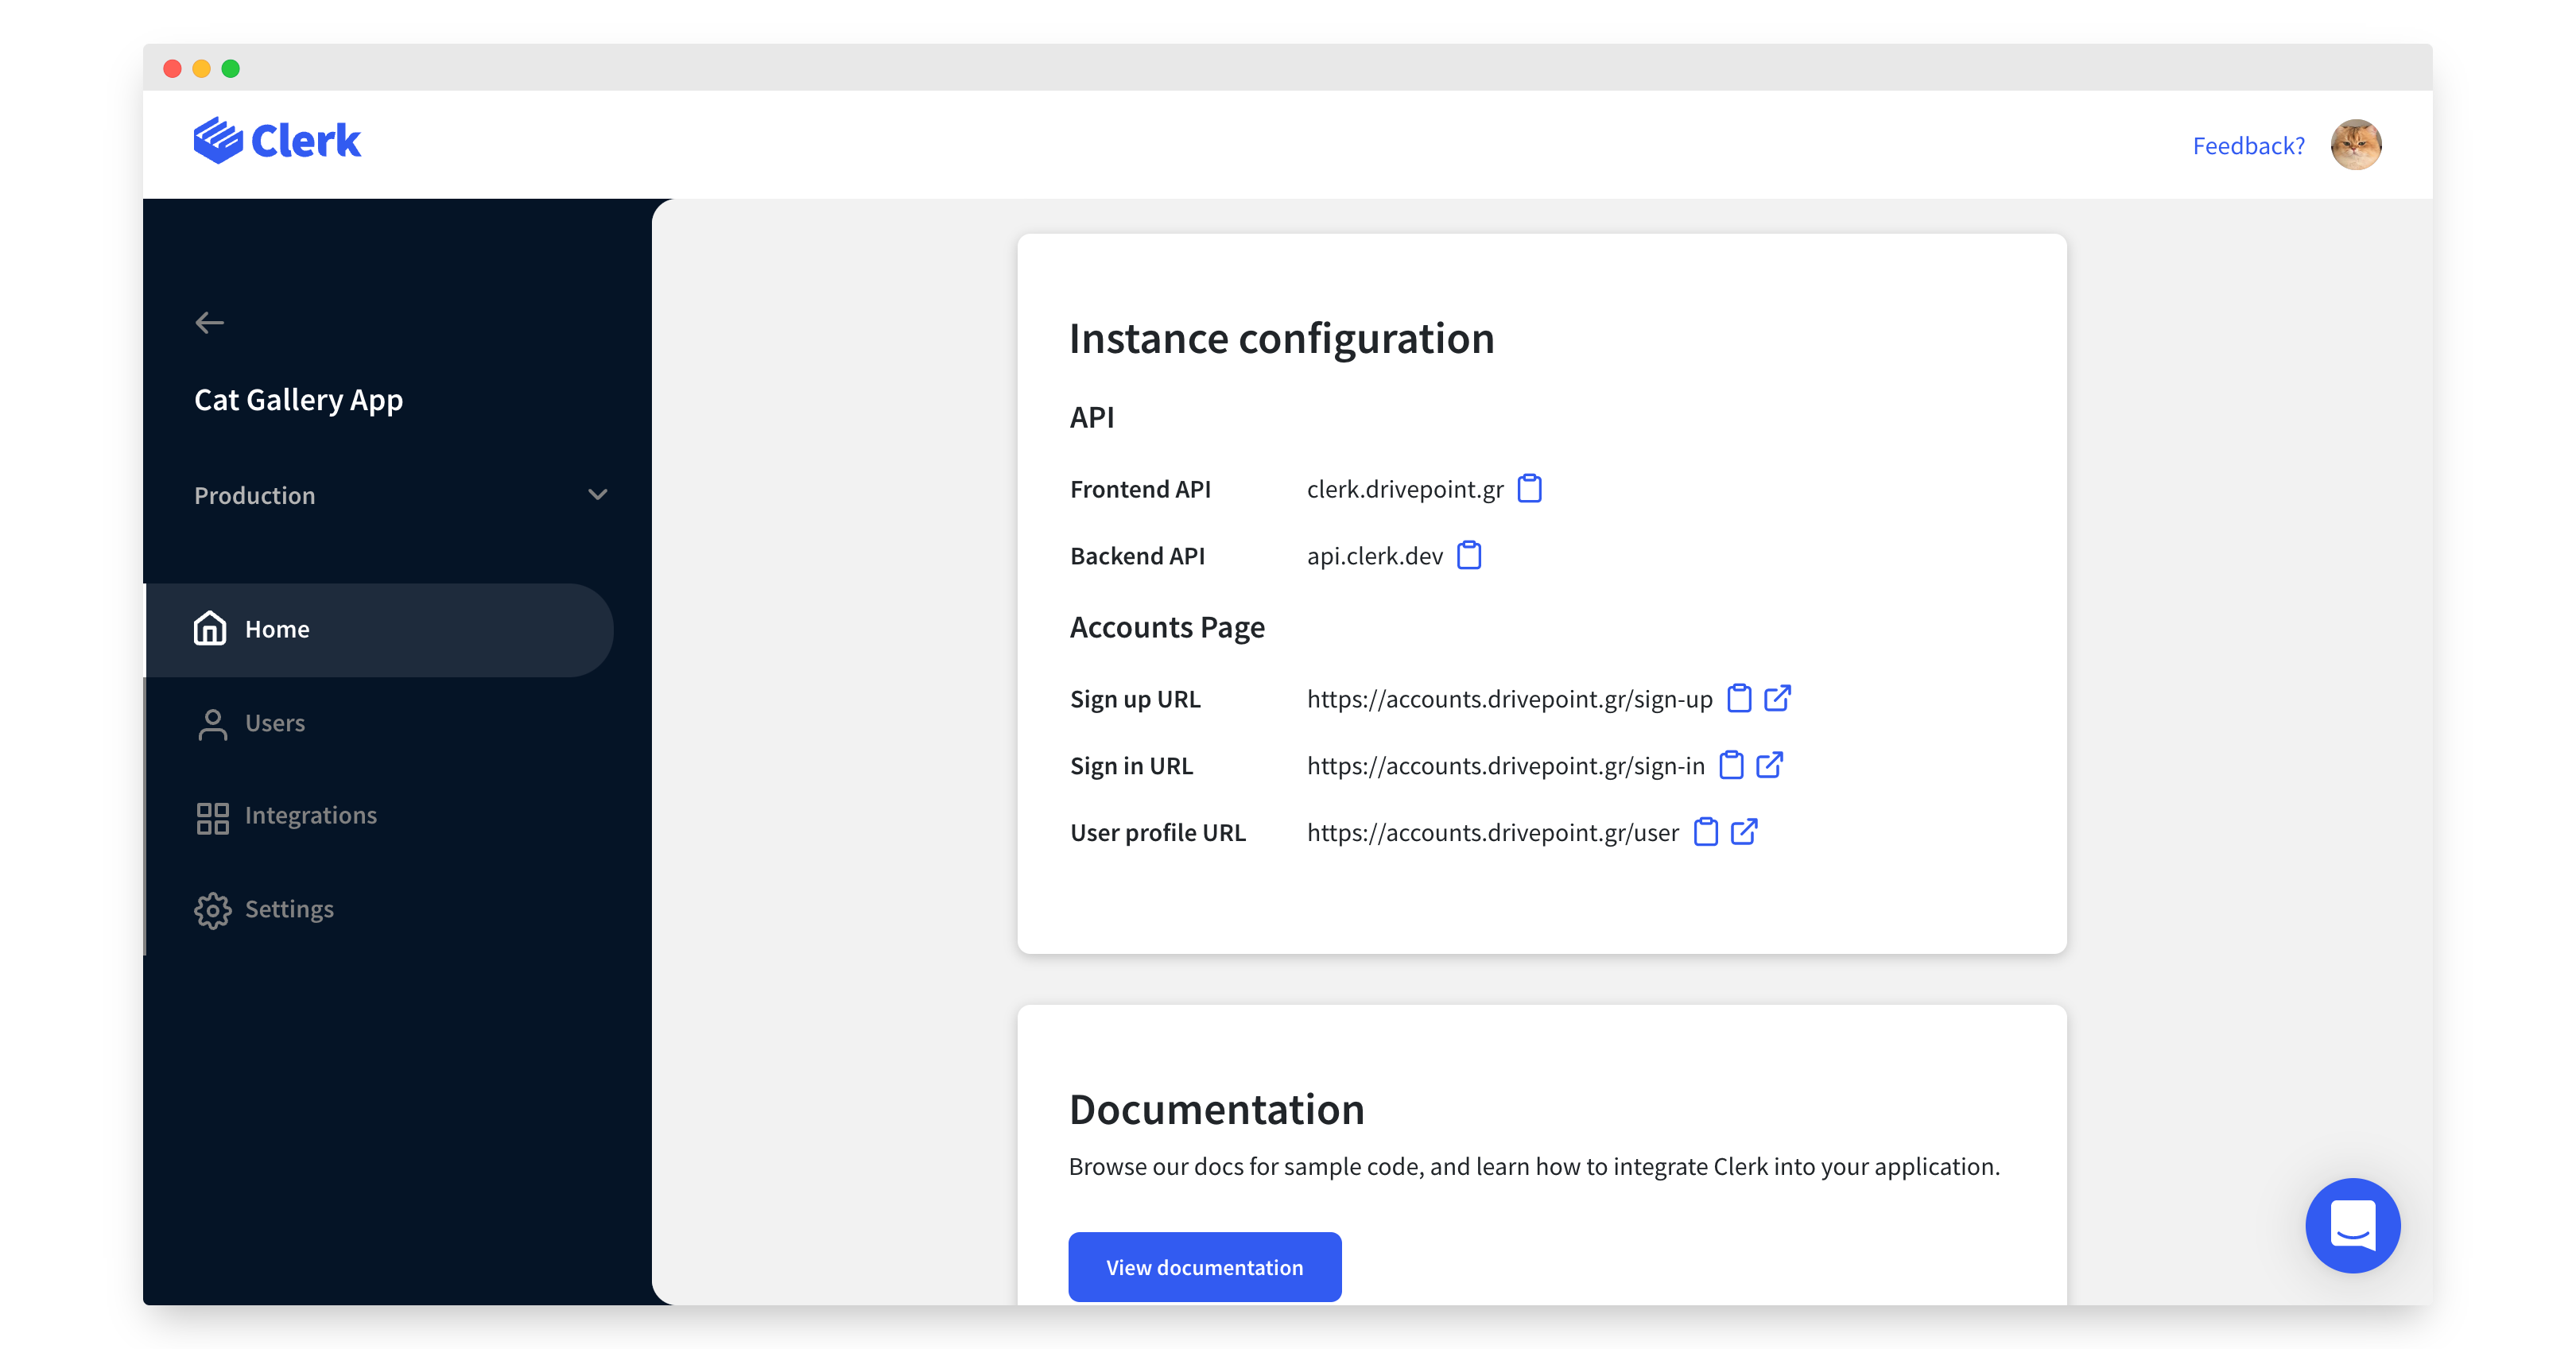 Clerk
Feedback?
Cat Gallery App
Production
Home
Users
Integrations
Settings
Instance configuration
API
Frontend API clerk.drivepoint.gr
Backend API api.clerk.dev
Accounts Page
Sign up URL https://accounts.drivepoint.gr/sign-up
Sign in URL https://accounts.drivepoint.gr/sign-in
User profile URL https://accounts.drivepoint.gr/user
Documentation
Browse our docs for sample code, and learn how to integrate Clerk into your application.
View documentation